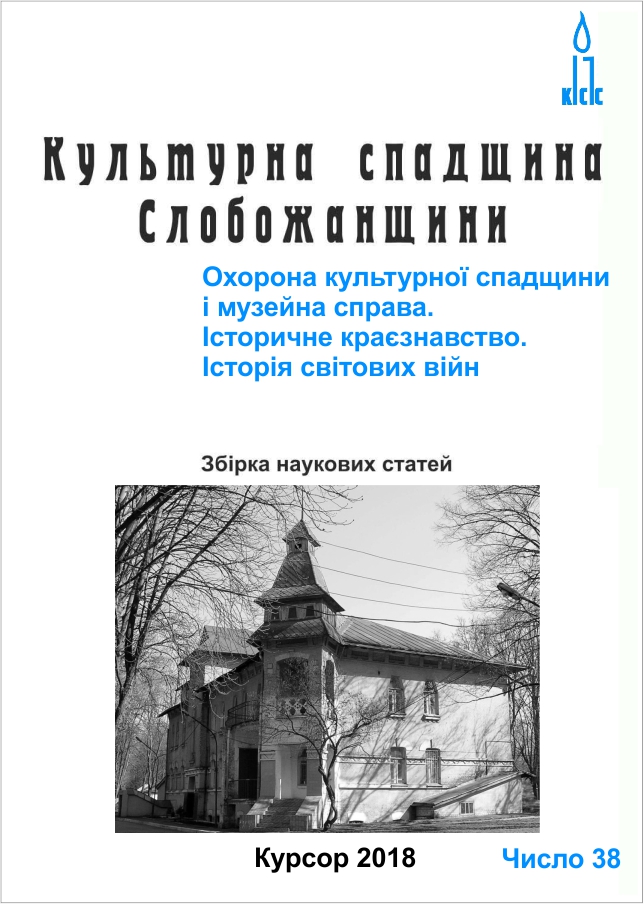 КСС
Культурна спадщина
Слобожанщини
Охорона культурної спадщини
і музейна справа.
Історичне краєзнавство.
Історія світових війн
Збірка наукових статей
Курсор 2018
Число 38